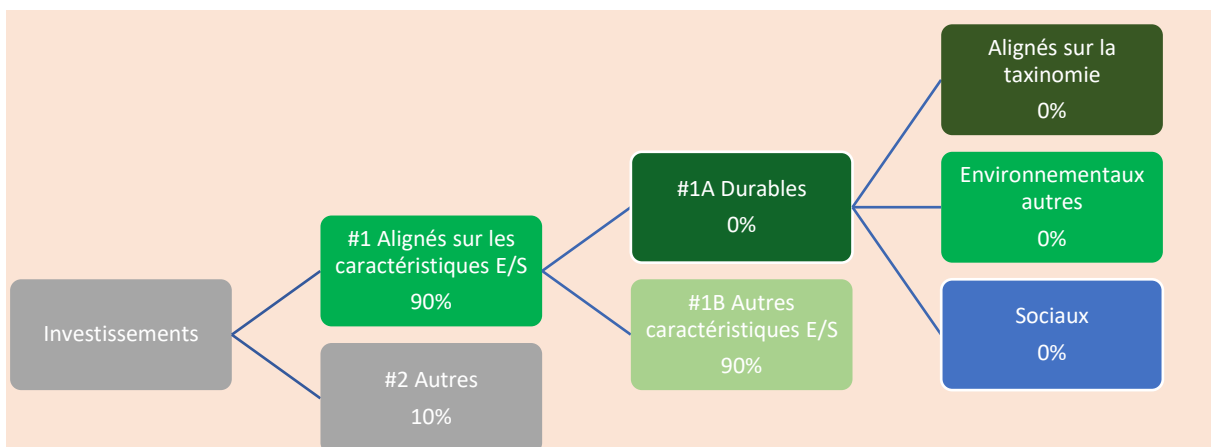 Investissements
#1 Alignés sur les
caractéristiques E/S
90%
#2 Autres
10%
#1A Durables
0%
#1B Autres
caractéristiques E/S
90%
Alignés sur la
taxinomie
0%
Environnementaux
autres
0%
Sociaux
0%